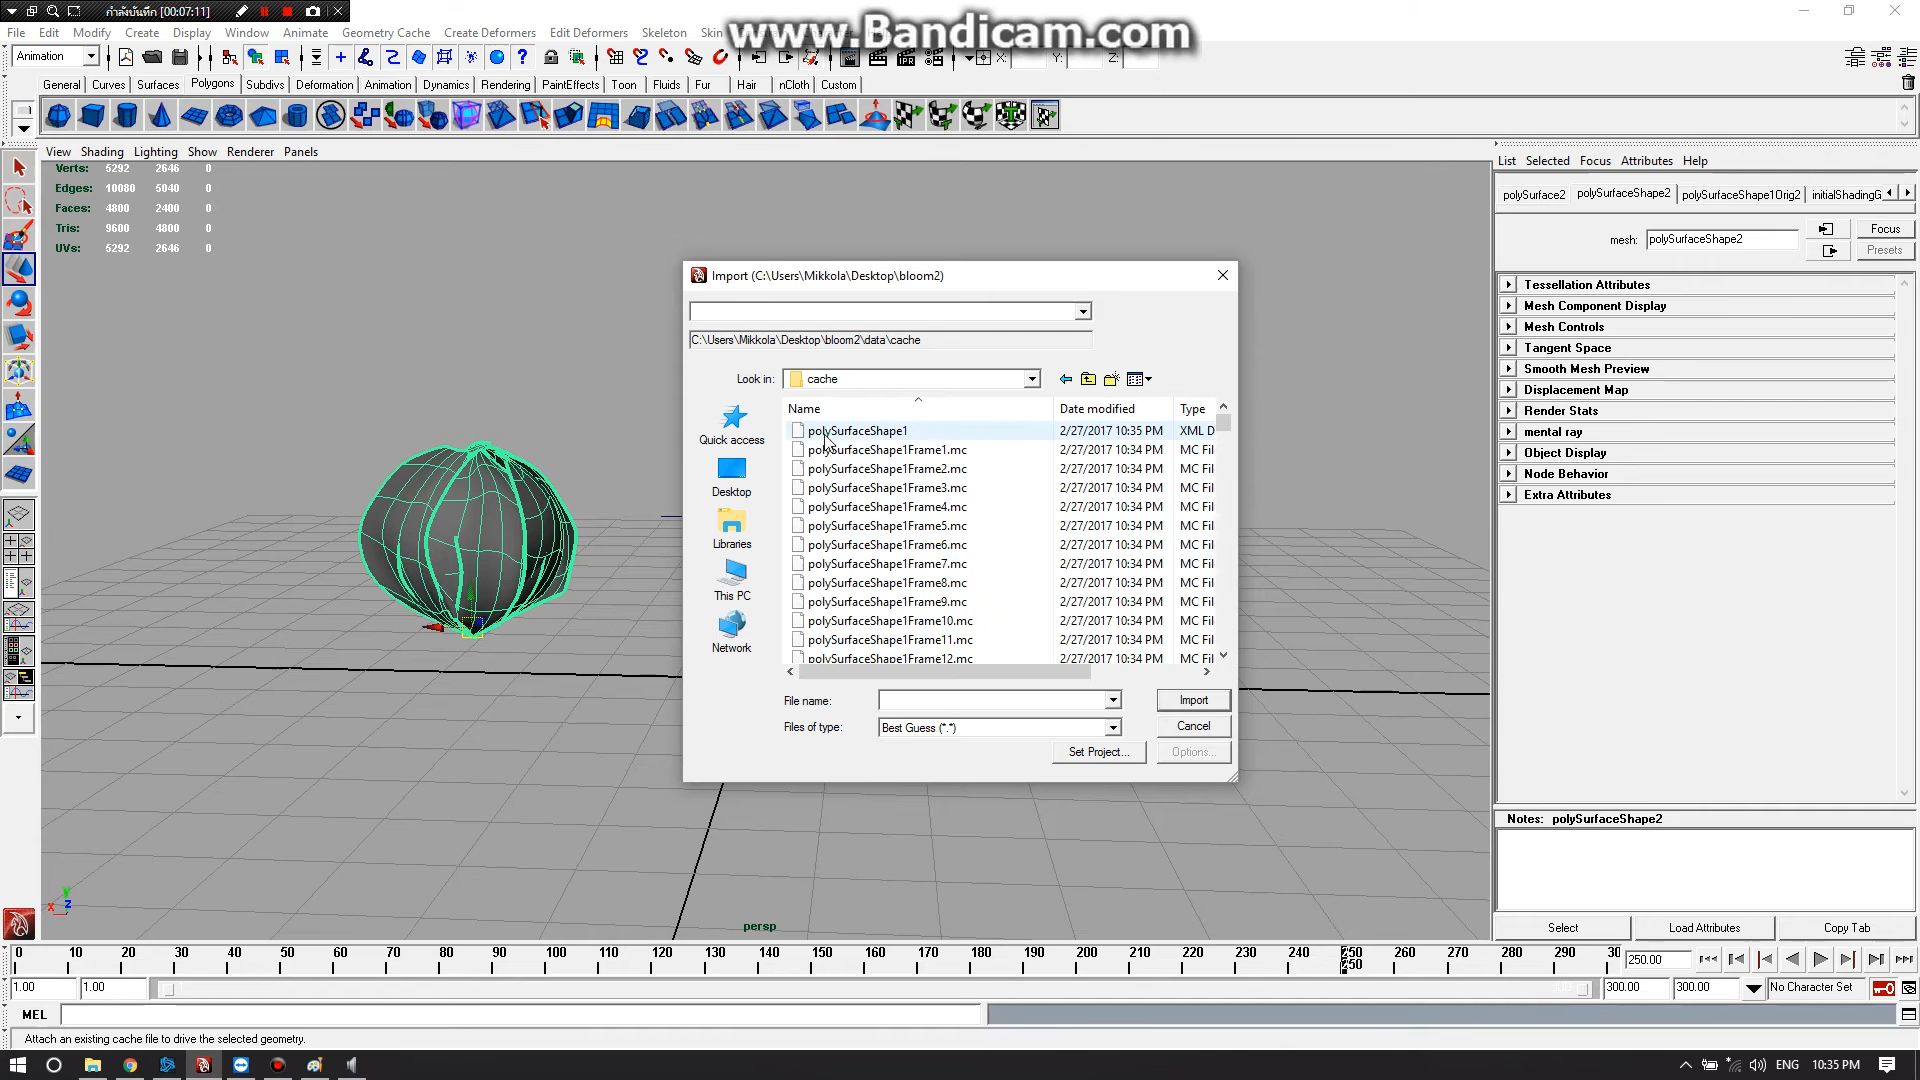 กำลังบันทึก [00:07:11]
www.Bandicam.com
File Edit Modify Create Display Window Animate Geometry Cache Create Deformers Edit Deformers Skeleton Skin
Animation
X: Y: Z:
General Curves Surfaces Polygons Subdivs Deformation Animation Dynamics Rendering PaintEffects Toon Fluids Fur Hair nCloth Custom
View Shading Lighting Show Renderer Panels
List Selected Focus Attributes Help
Verts: 5292 2646 0
Edges: 10080 5040 0
Faces: 4800 2400 0
Tris: 9600 4800 0
UVs: 5292 2646 0
polySurface2 polySurfaceShape2 polySurfaceShape1Orig2 initialShadingG
mesh: polySurfaceShape2
Focus
Presets
Tessellation Attributes
Mesh Component Display
Mesh Controls
Tangent Space
Smooth Mesh Preview
Displacement Map
Render Stats
mental ray
Object Display
Node Behavior
Extra Attributes
Import (C:\Users\Mikkola\Desktop\bloom2)
C:\Users\Mikkola\Desktop\bloom2\data\cache
Look in: cache
Quick access
Desktop
Libraries
This PC
Network
Name Date modified Type
polySurfaceShape1 2/27/2017 10:35 PM XML D
polySurfaceShape1Frame1.mc 2/27/2017 10:34 PM MC Fil
polySurfaceShape1Frame2.mc 2/27/2017 10:34 PM MC Fil
polySurfaceShape1Frame3.mc 2/27/2017 10:34 PM MC Fil
polySurfaceShape1Frame4.mc 2/27/2017 10:34 PM MC Fil
polySurfaceShape1Frame5.mc 2/27/2017 10:34 PM MC Fil
polySurfaceShape1Frame6.mc 2/27/2017 10:34 PM MC Fil
polySurfaceShape1Frame7.mc 2/27/2017 10:34 PM MC Fil
polySurfaceShape1Frame8.mc 2/27/2017 10:34 PM MC Fil
polySurfaceShape1Frame9.mc 2/27/2017 10:34 PM MC Fil
polySurfaceShape1Frame10.mc 2/27/2017 10:34 PM MC Fil
polySurfaceShape1Frame11.mc 2/27/2017 10:34 PM MC Fil
polySurfaceShape1Frame12.mc 2/27/2017 10:34 PM MC Fil
File name: Import
Files of type: Best Guess (*.*) Cancel
Set Project... Options...
Notes: polySurfaceShape2
persp
Select Load Attributes Copy Tab
0 10 20 30 40 50 60 70 80 90 100 110 120 130 140 150 160 170 180 190 200 210 220 230 240 250 260 270 280 290 30
250.00
1.00 1.00 300.00 300.00 No Character Set
MEL
Attach an existing cache file to drive the selected geometry.
ENG 10:35 PM